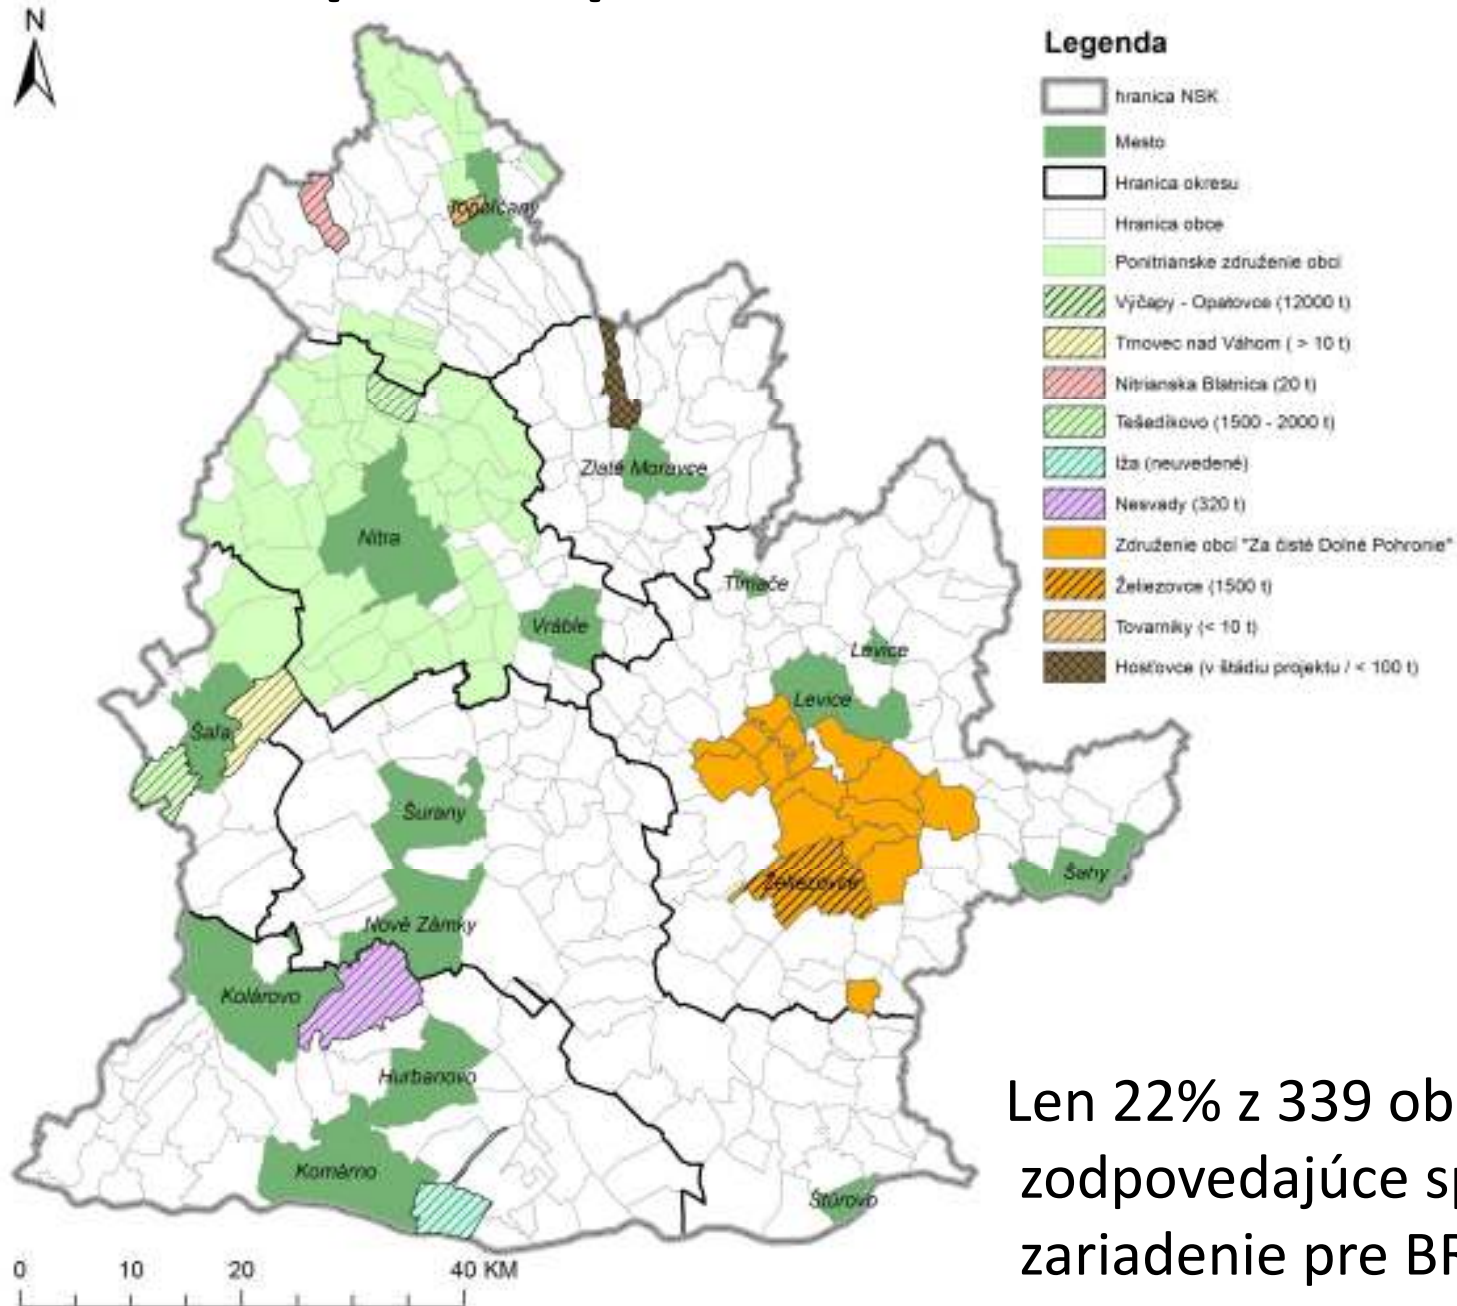 N
Legenda
hranica NSK
Mesto
Hranica okresu
Hranica obce
Ponitrianske združenie obcí
Výčapy - Opatovce (12000 t)
Trnovec nad Váhom ( > 10 t)
Nitrianska Blatnica (20 t)
Tešedíkovo (1500 - 2000 t)
Iža (neuvedené)
Nesvady (320 t)
Združenie obcí "Za čisté Dolné Pohronie"
Želiezovce (1500 t)
Tovarníky (< 10 t)
Hosťovce (v štádiu projektu / < 100 t)
Topoľčany
Zlaté Moravce
Nitra
Tlmače
Vráble
Levice
Levice
Šaľa
Šurany
Želiezovce
Šahy
Nové Zámky
Kolárovo
Hurbanovo
Komárno
Štúrovo
Len 22% z 339 ob
zodpovedajúce sp
zariadenie pre BR
0 10 20 40 KM